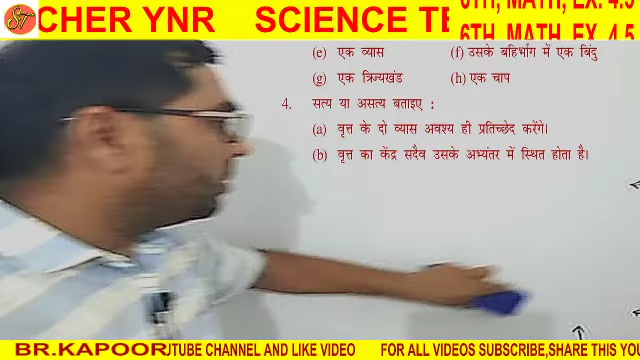 ST CHER YNR SCIENCE TE
6TH, MATH, EX. 4.5
6TH, MATH, EX. 4.5
(e) एक व्यास (f) उसके बहिर्भाग में एक बिंदु
(g) एक त्रिज्यखंड (h) एक चाप
4. सत्य या असत्य बताइए :
(a) वृत्त के दो व्यास अवश्य ही प्रतिच्छेद करेंगे।
(b) वृत्त का केंद्र सदैव उसके अभ्यंतर में स्थित होता है।
BR.KAPOOR UTUBE CHANNEL AND LIKE VIDEO FOR ALL VIDEOS SUBSCRIBE,SHARE THIS YOU